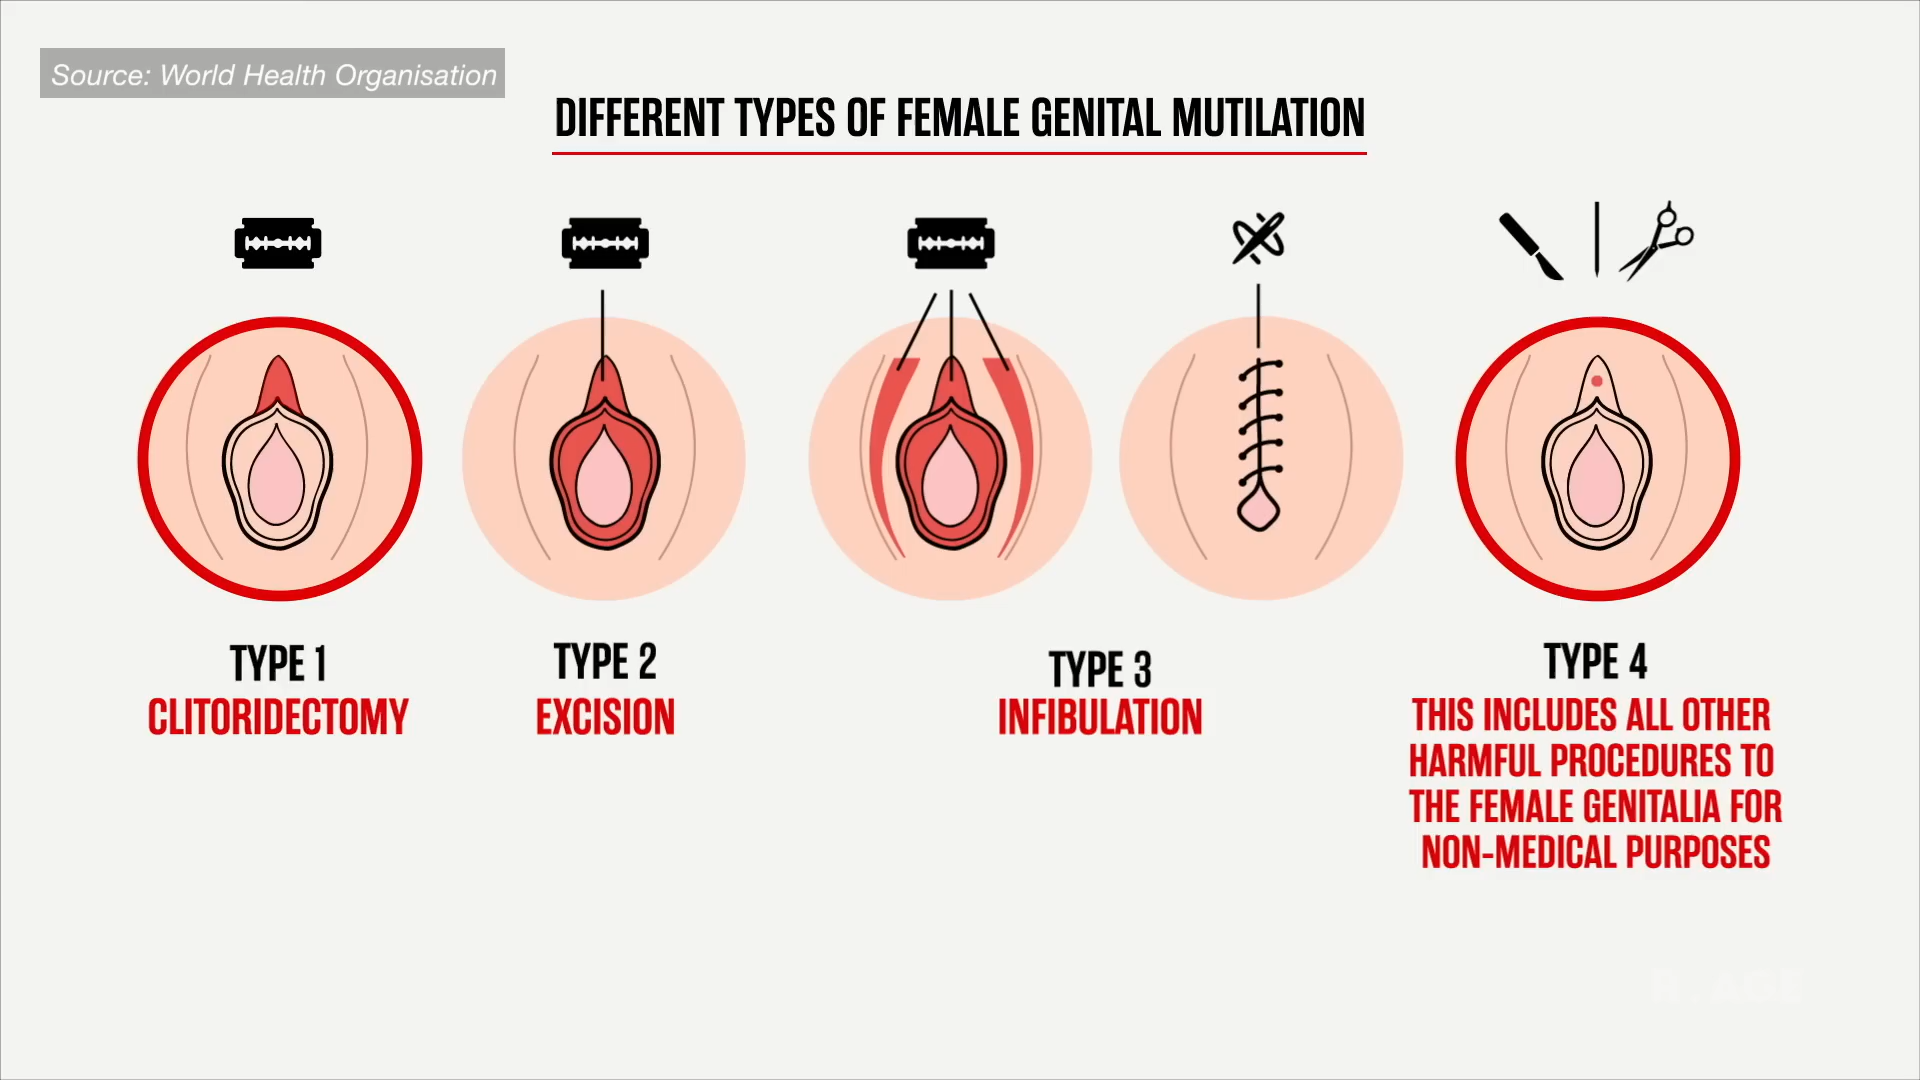 Source: World Health Organisation
DIFFERENT TYPES OF FEMALE GENITAL MUTILATION
TYPE 1
CLITORIDECTOMY
TYPE 2
EXCISION
TYPE 3
INFIBULATION
TYPE 4
THIS INCLUDES ALL OTHER
HARMFUL PROCEDURES TO
THE FEMALE GENITALIA FOR
NON-MEDICAL PURPOSES